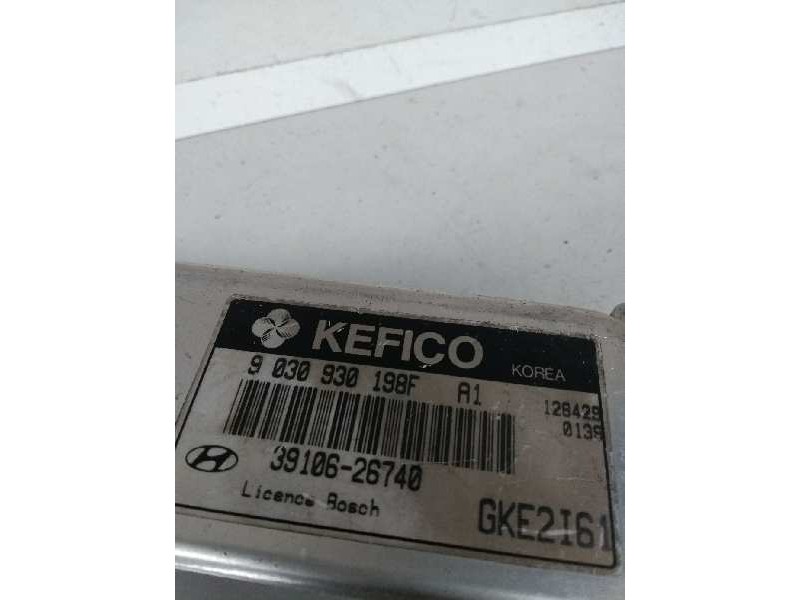 KEFICO
KOREA
9 030 930 198F A1
128429
0139
39106-26740
Licence Bosch
GKE2I61